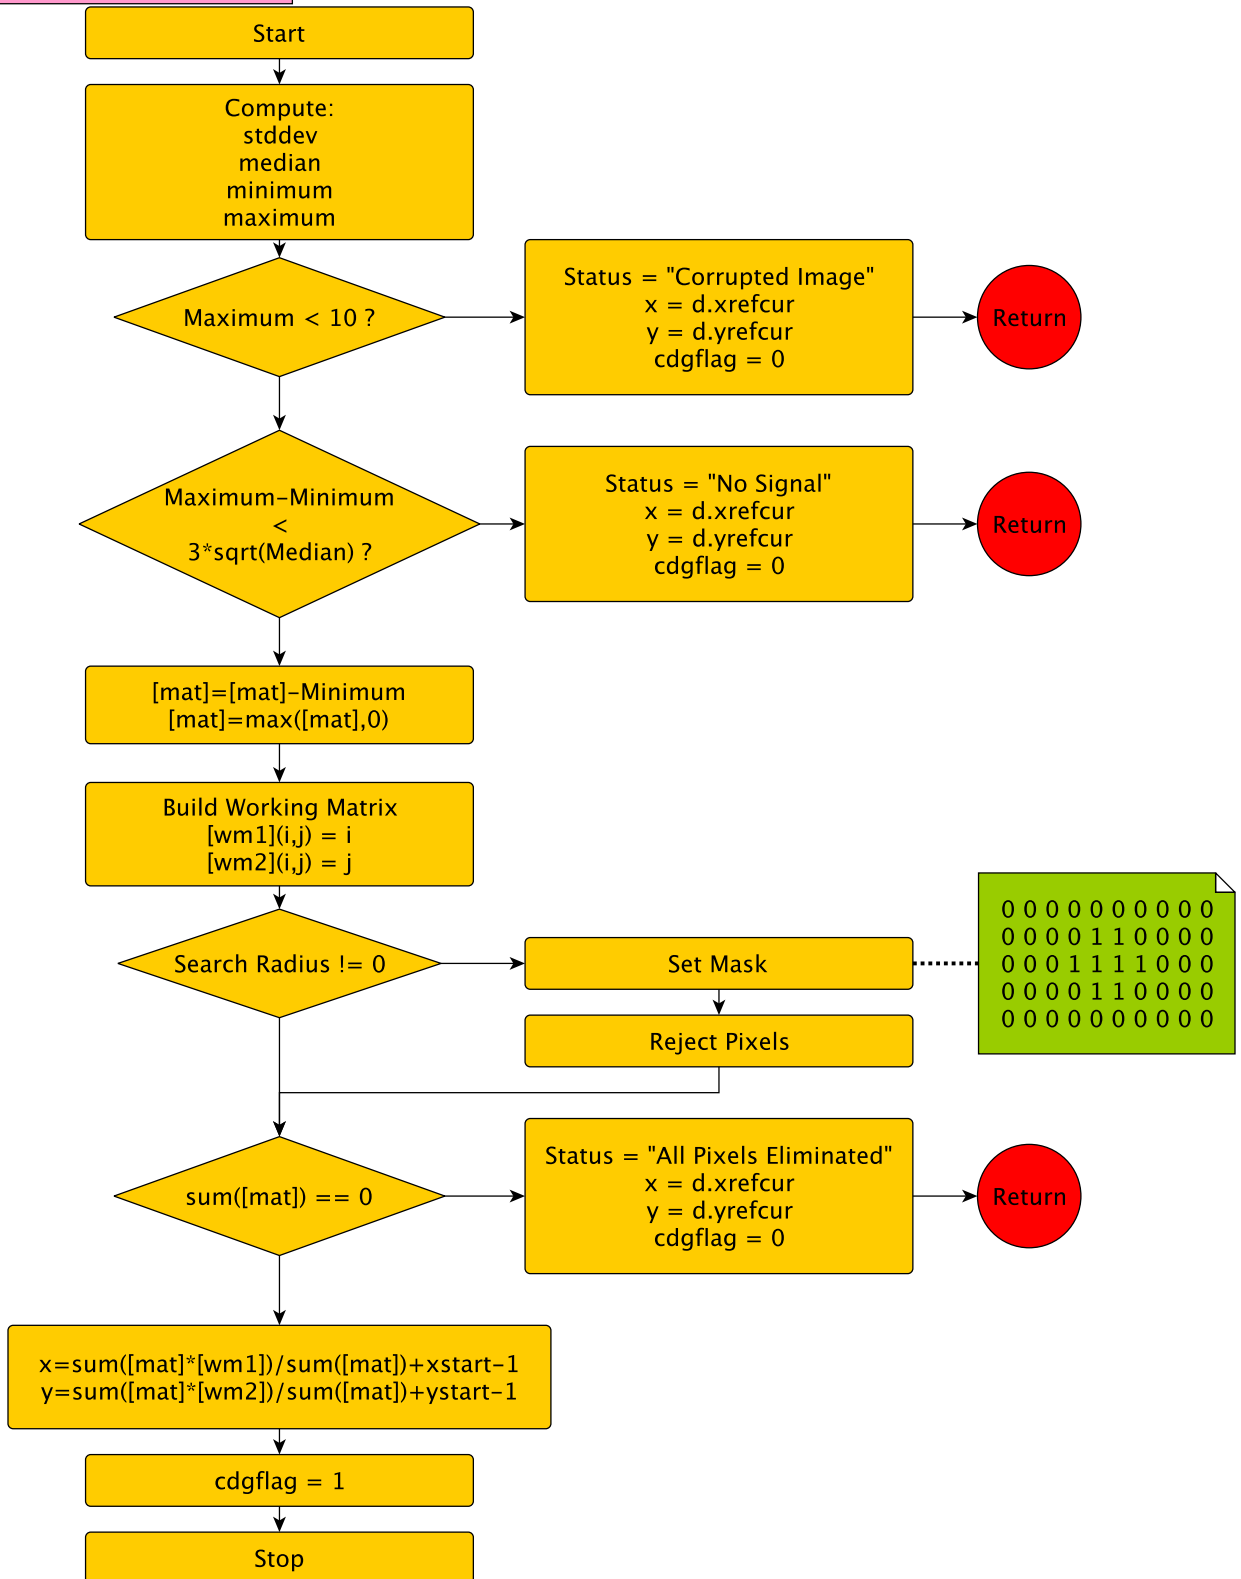 Start
Compute:
stddev
median
minimum
maximum
Maximum < 10 ?
Status = "Corrupted Image"
x = d.xrefcur
y = d.yrefcur
cdgflag = 0
Return
Maximum-Minimum
<
3*sqrt(Median) ?
Status = "No Signal"
x = d.xrefcur
y = d.yrefcur
cdgflag = 0
Return
[mat]=[mat]-Minimum
[mat]=max([mat],0)
Build Working Matrix
[wm1](i,j) = i
[wm2](i,j) = j
Search Radius != 0
Set Mask
0 0 0 0 0 0 0 0 0 0
0 0 0 0 1 1 0 0 0 0
0 0 0 1 1 1 1 0 0 0
0 0 0 0 1 1 0 0 0 0
0 0 0 0 0 0 0 0 0 0
Reject Pixels
sum([mat]) == 0
Status = "All Pixels Eliminated"
x = d.xrefcur
y = d.yrefcur
cdgflag = 0
Return
x=sum([mat]*[wm1])/sum([mat])+xstart-1
y=sum([mat]*[wm2])/sum([mat])+ystart-1
cdgflag = 1
Stop